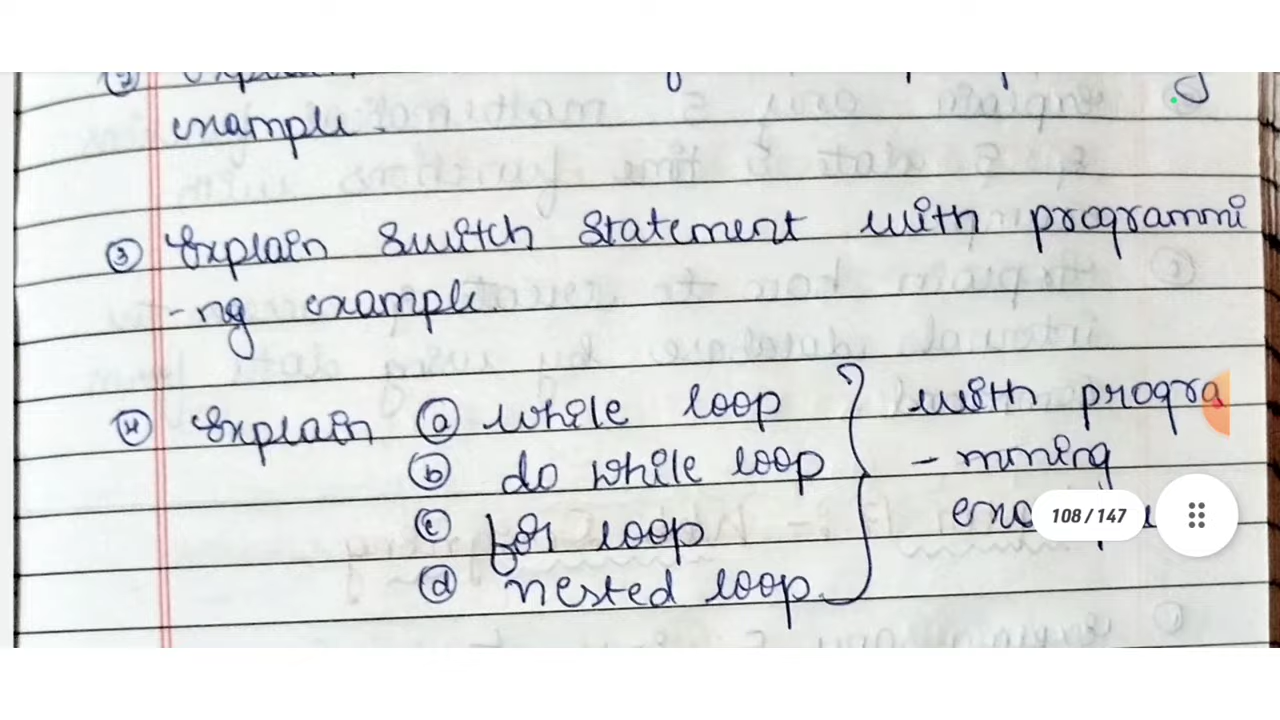 ② 
example.
③ Explain Switch Statement with programmi
-ng example.
④ Explain ⓐ while loop } with progra
ⓑ do while loop -mming
ⓒ for loop
ⓓ nested loop.
108 / 147